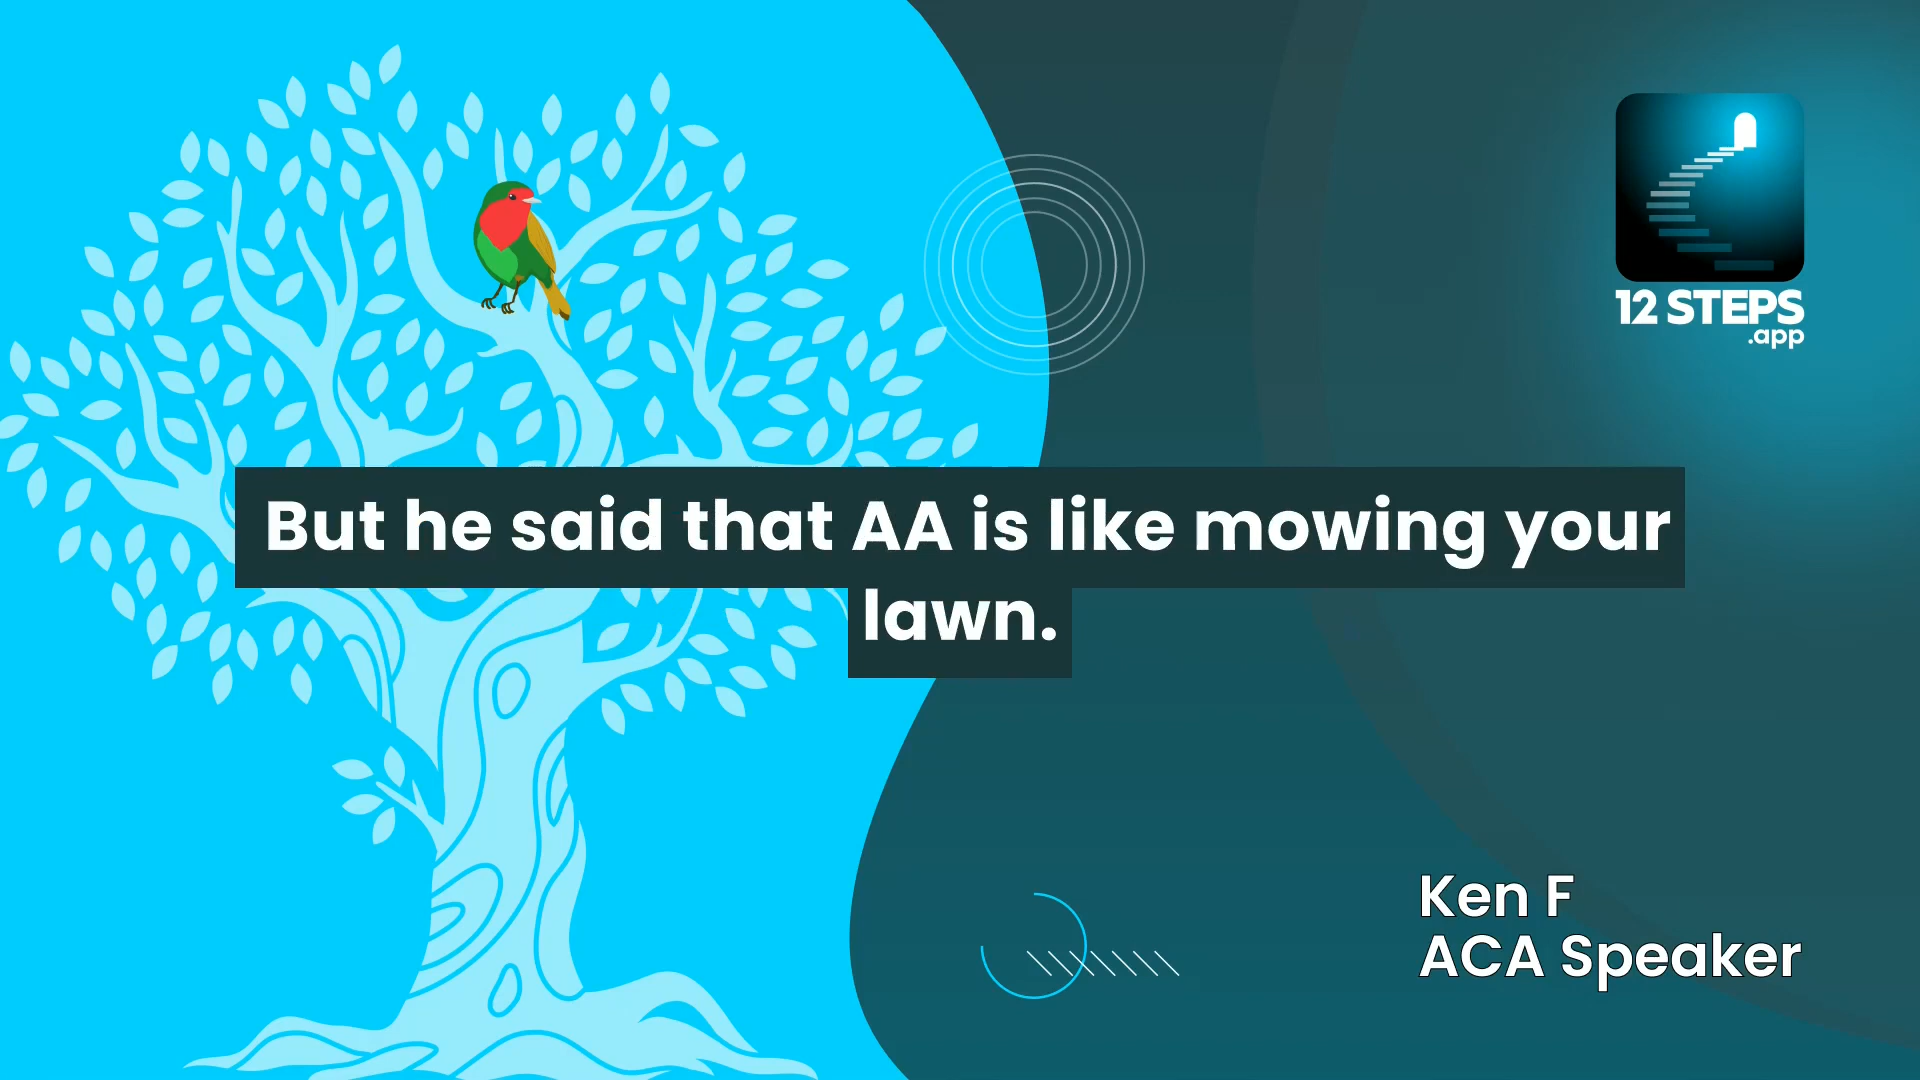 12 STEPS
.app
But he said that AA is like mowing your
lawn.
Ken F
ACA Speaker